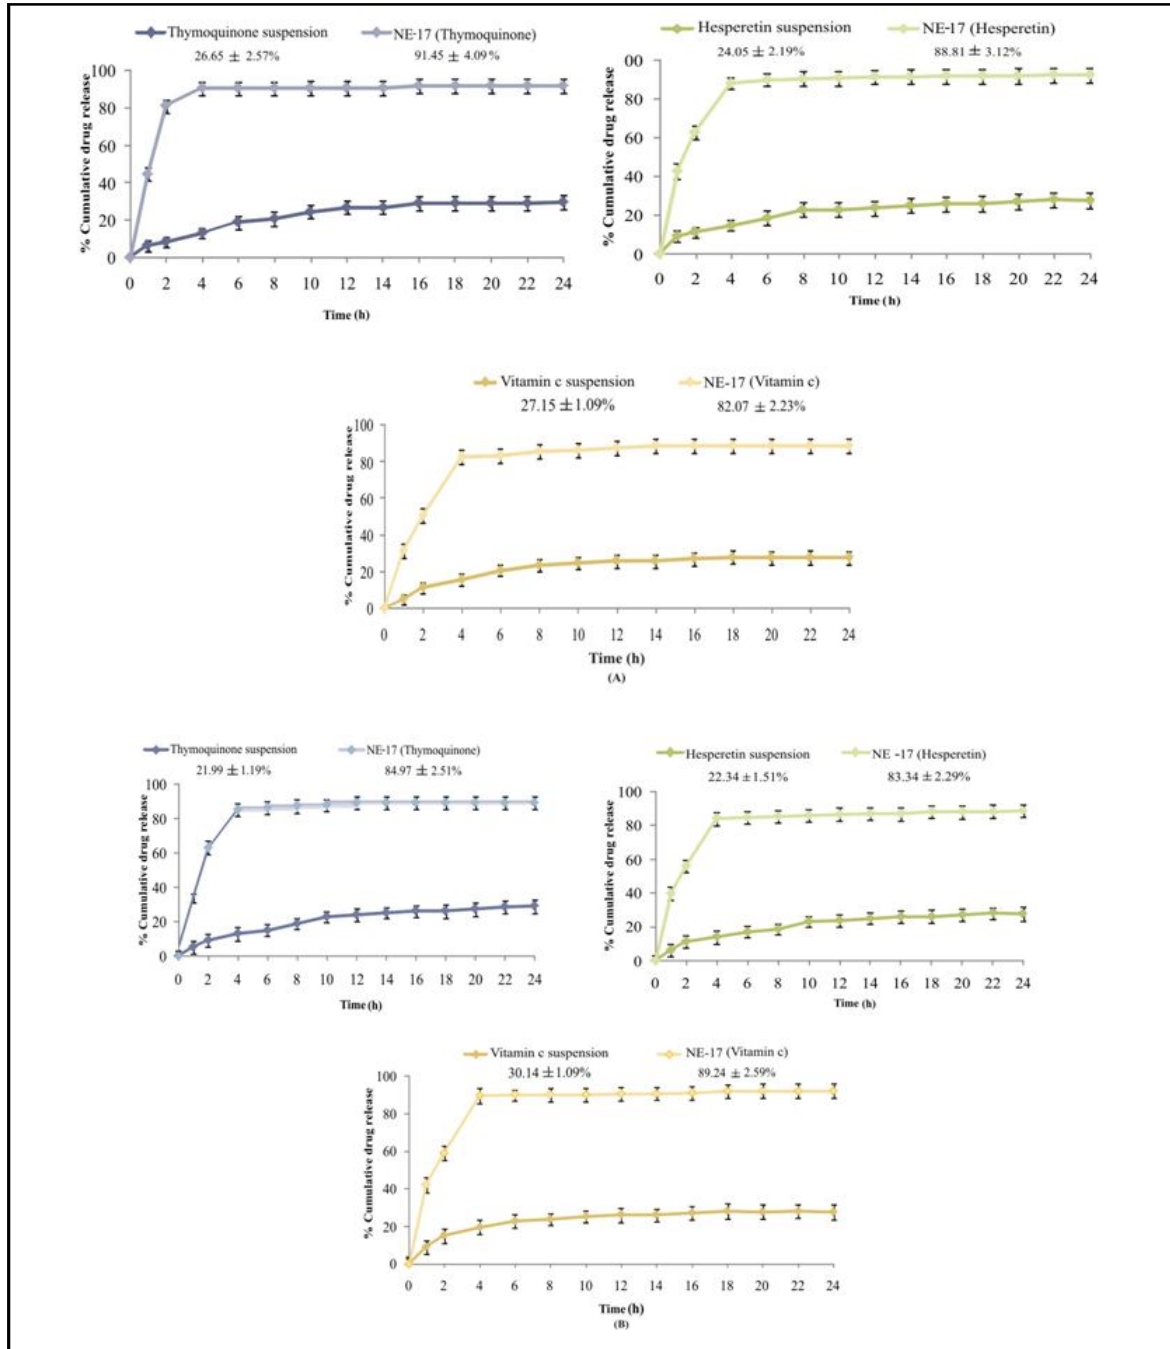 Thymoquinone suspension NE-17 (Thymoquinone)
26.65 ± 2.57% 91.45 ± 4.09%
% Cumulative drug release
100
80
60
40
20
0
0 2 4 6 8 10 12 14 16 18 20 22 24
Time (h)
Hesperetin suspension NE-17 (Hesperetin)
24.05 ± 2.19% 88.81 ± 3.12%
% Cumulative drug release
00
80
60
40
20
0
0 2 4 6 8 10 12 14 16 18 20 22 24
Time (h)
Vitamin c suspension NE-17 (Vitamin c)
27.15 ±1.09% 82.07 ± 2.23%
% Cumulative drug release
100
80
60
40
20
0
0 2 4 6 8 10 12 14 16 18 20 22 24
Time (h)
(A)
Thymoquinone suspension NE-17 (Thymoquinone)
21.99 ± 1.19% 84.97 ± 2.51%
% Cumulative drug release
100
80
60
40
20
0
0 2 4 6 8 10 12 14 16 18 20 22 24
Time (h)
Hesperetin suspension NE -17 (Hesperetin)
22.34 ±1.51% 83.34 ± 2.29%
% Cumulative drug release
100
80
60
40
20
0
0 2 4 6 8 10 12 14 16 18 20 22 24
Time (h)
Vitamin c suspension NE-17 (Vitamin c)
30.14 ±1.09% 89.24 ± 2.59%
% Cumulative drug release
100
80
60
40
20
0
0 2 4 6 8 10 12 14 16 18 20 22 24
Time (h)
(B)